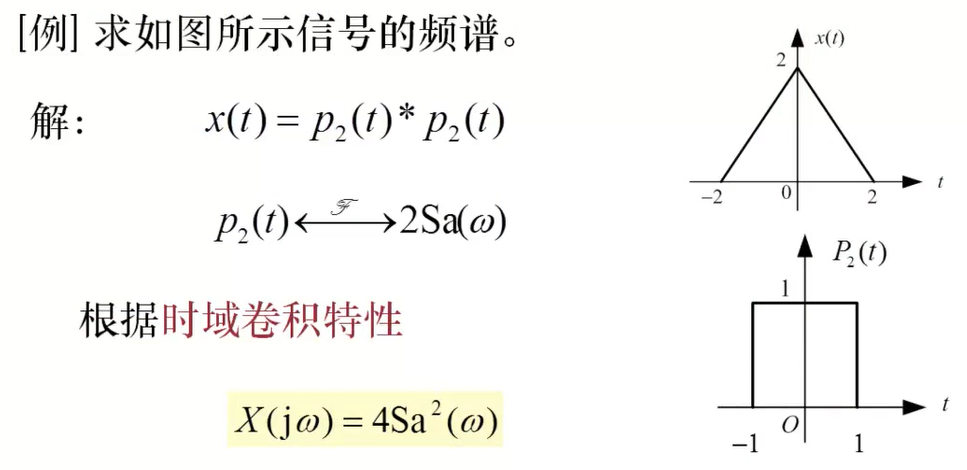 [例] 求如图所示信号的频谱。
解： x(t) = p₂(t) * p₂(t)
p₂(t) ←ℱ→ 2Sa(ω)
根据时域卷积特性
X(jω) = 4Sa²(ω)
x(t)
2
−2 0 2 t
P₂(t)
1
O t
−1 1